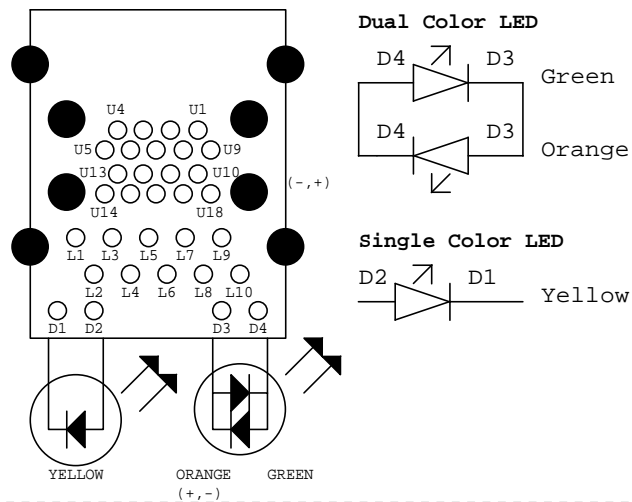 Dual Color LED
D4 D3
Green
D4 D3
Orange
U4 U1
U5 U9
U13 U10
(-,+)
U14 U18
L1 L3 L5 L7 L9
L2 L4 L6 L8 L10
D1 D2 D3 D4
Single Color LED
D2 D1
Yellow
YELLOW ORANGE GREEN
(+,-)